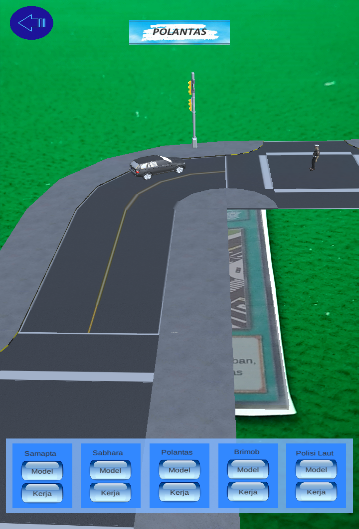 POLANTAS
Samapta Sabhara Polantas Brimob Polisi Laut
Model Model Model Model Model
Kerja Kerja Kerja Kerja Kerja